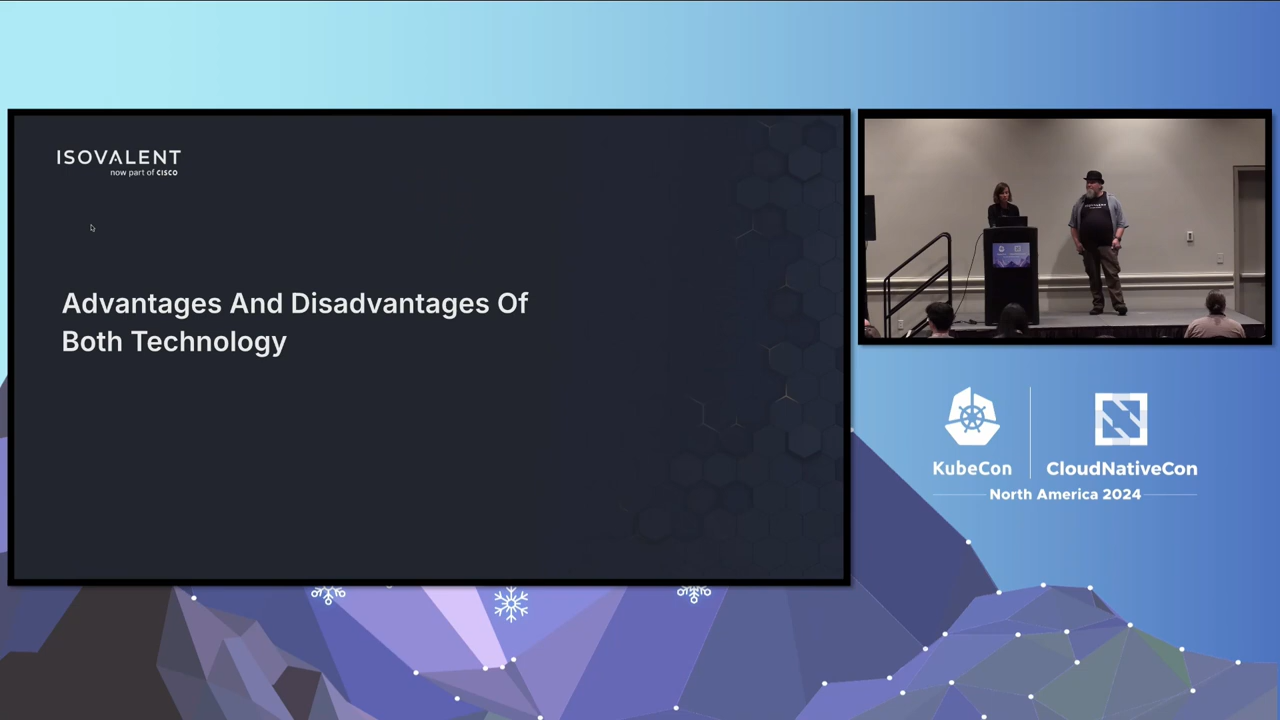 ISOVALENT
now part of CISCO
Advantages And Disadvantages Of
Both Technology
KubeCon
CloudNativeCon
North America 2024